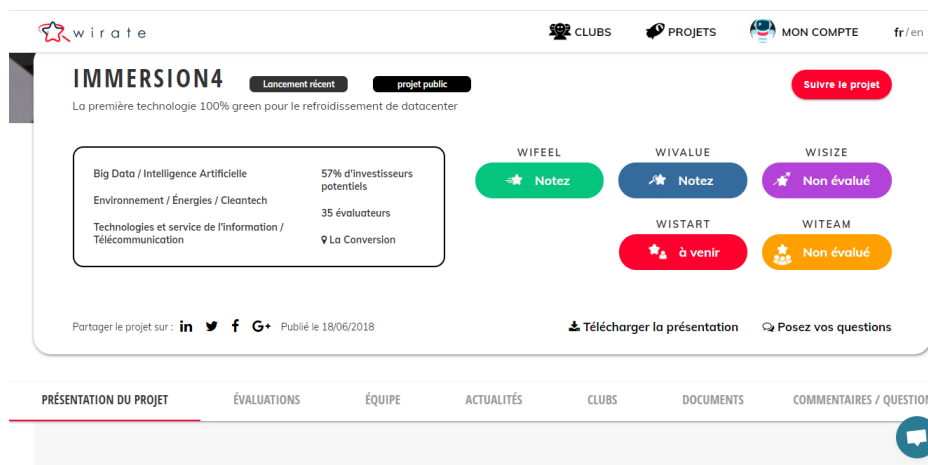 wirate
CLUBS
PROJETS
MON COMPTE
fr/en
IMMERSION4
Lancement récent
projet public
Suivre le projet
La première technologie 100% green pour le refroidissement de datacenter
Big Data / Intelligence Artificielle
Environnement / Énergies / Cleantech
Technologies et service de l'information /
Télécommunication
57% d'investisseurs
potentiels
35 évaluateurs
La Conversion
WIFEEL
Notez
WIVALUE
Notez
WISIZE
Non évalué
WISTART
à venir
WITEAM
Non évalué
Partager le projet sur :
in
f
G+
Publié le 18/06/2018
Télécharger la présentation
Posez vos questions
PRÉSENTATION DU PROJET
ÉVALUATIONS
ÉQUIPE
ACTUALITÉS
CLUBS
DOCUMENTS
COMMENTAIRES / QUESTION